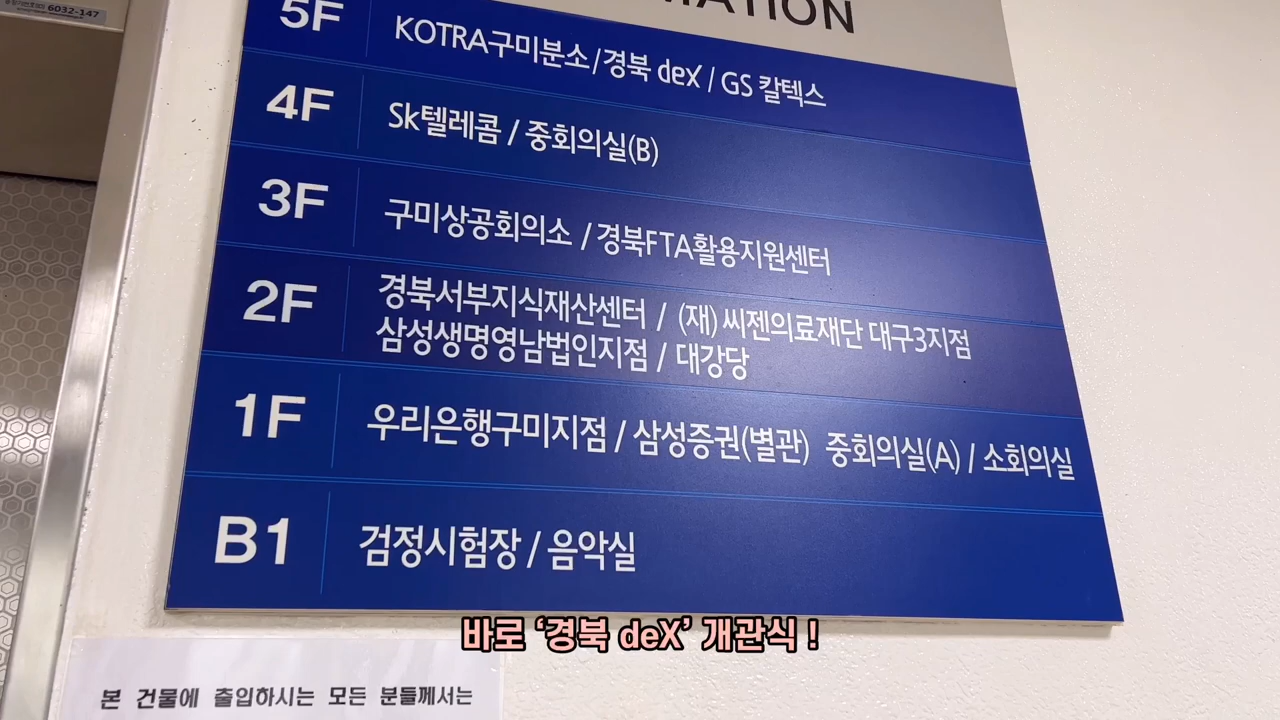 6032-147
MATION
5F KOTRA구미분소/경북 deX / GS 칼텍스
4F Sk텔레콤 / 중회의실(B)
3F 구미상공회의소 / 경북FTA활용지원센터
2F 경북서부지식재산센터 / (재)씨젠의료재단 대구3지점
삼성생명영남법인지점 / 대강당
1F 우리은행구미지점 / 삼성증권(별관) 중회의실(A) / 소회의실
B1 검정시험장 / 음악실
바로 ‘경북 deX’ 개관식 !
본 건물에 출입하시는 모든 분들께서는